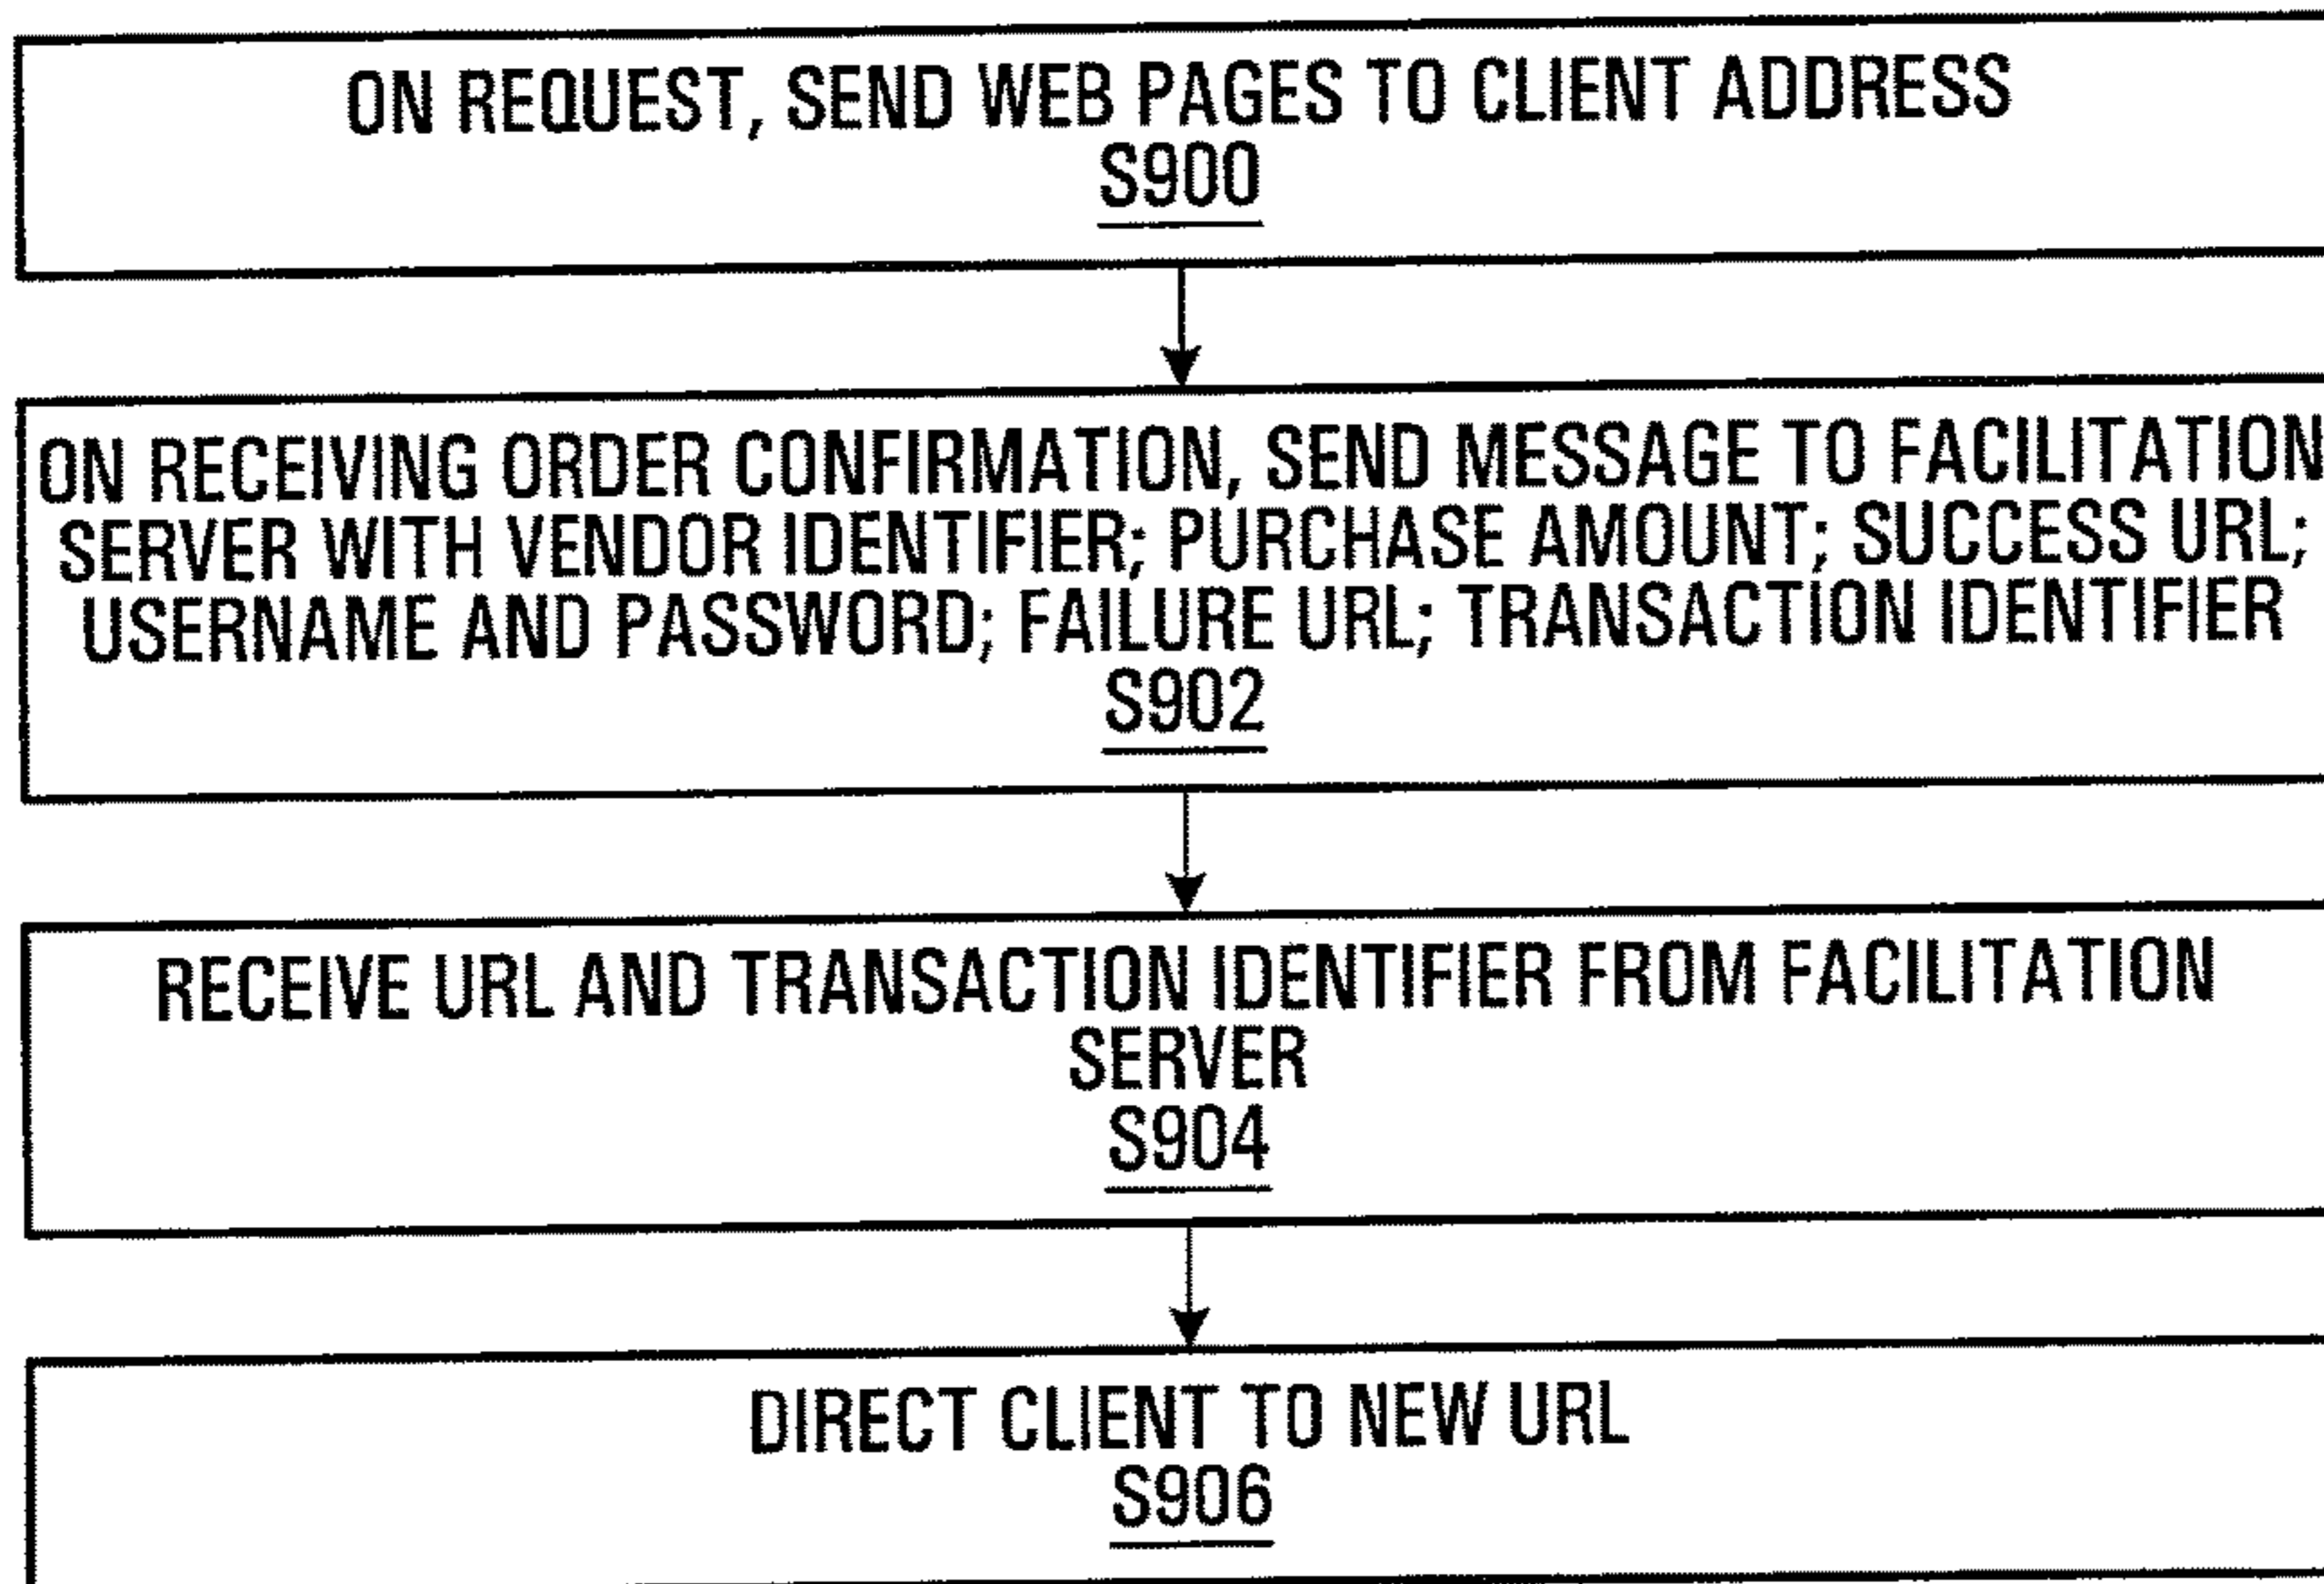 ON REQUEST, SEND WEB PAGES TO CLIENT ADDRESS
S900
ON RECEIVING ORDER CONFIRMATION, SEND MESSAGE TO FACILITATION
SERVER WITH VENDOR IDENTIFIER; PURCHASE AMOUNT; SUCCESS URL;
USERNAME AND PASSWORD; FAILURE URL; TRANSACTION IDENTIFIER
S902
RECEIVE URL AND TRANSACTION IDENTIFIER FROM FACILITATION
SERVER
S904
DIRECT CLIENT TO NEW URL
S906